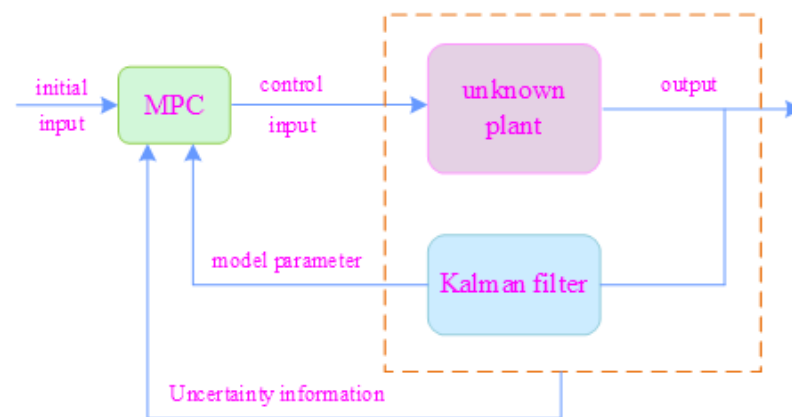 initial
input
MPC
control
input
unknown
plant
output
model parameter
Kalman filter
Uncertainty information